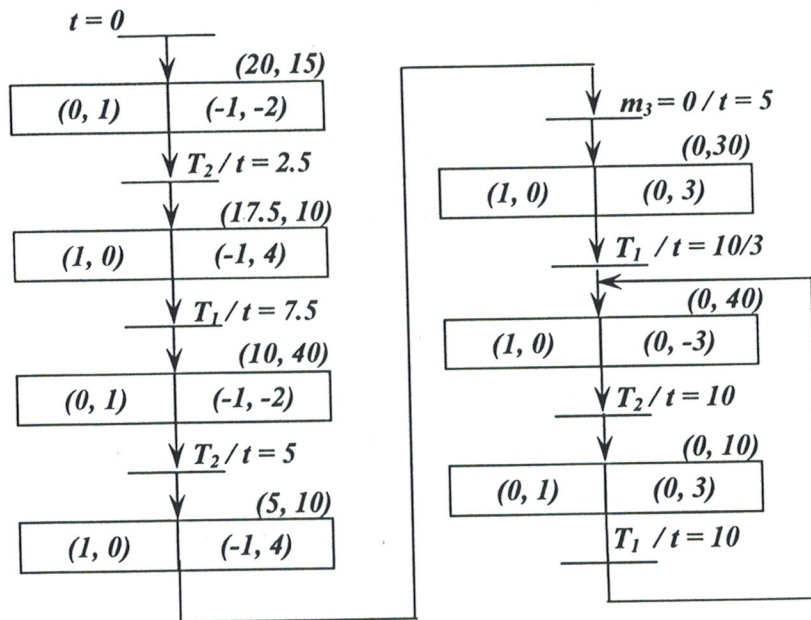 t = 0
(20, 15)
(0, 1) (-1, -2)
T2 / t = 2.5
(17.5, 10)
(1, 0) (-1, 4)
T1 / t = 7.5
(10, 40)
(0, 1) (-1, -2)
T2 / t = 5
(5, 10)
(1, 0) (-1, 4)
m3 = 0 / t = 5
(0,30)
(1, 0) (0, 3)
T1 / t = 10/3
(0, 40)
(1, 0) (0, -3)
T2 / t = 10
(0, 10)
(0, 1) (0, 3)
T1 / t = 10